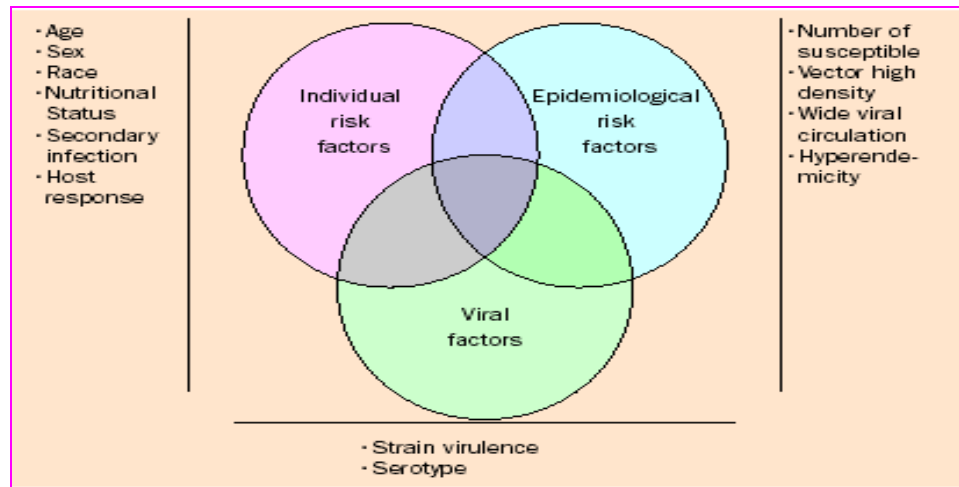 · Age
· Sex
· Race
· Nutritional
Status
· Secondary
infection
· Host
response
Individual
risk
factors
Epidemiological
risk
factors
Viral
factors
· Number of
susceptible
· Vector high
density
· Wide viral
circulation
· Hyperende-
micity
· Strain virulence
· Serotype